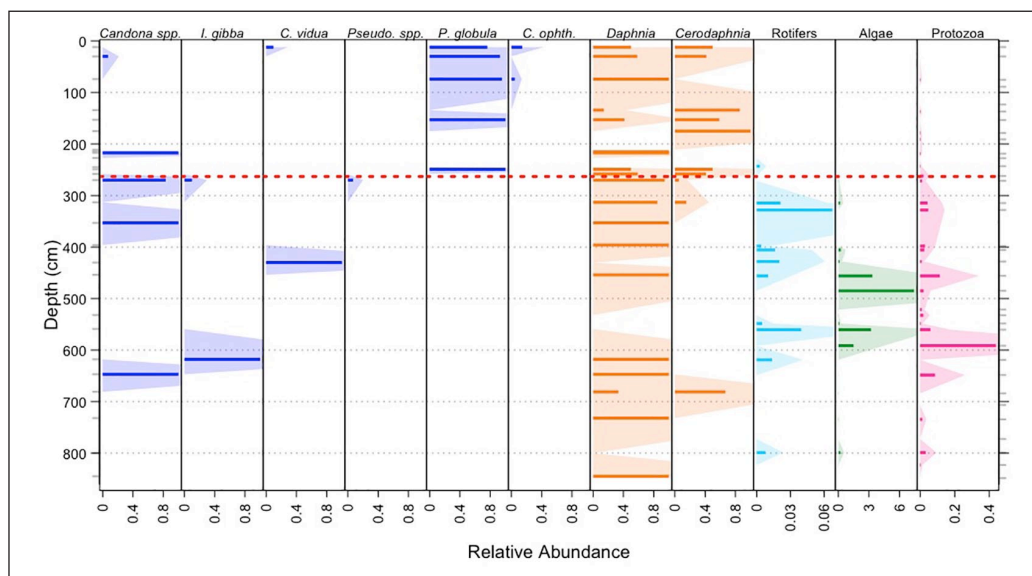 Candona spp. I. gibba C. vidua Pseudo. spp. P. globula C. ophth. Daphnia Cerodaphnia Rotifers Algae Protozoa
0
100
200
300
400
500
600
700
800
Depth (cm)
0 0.4 0.8 0 0.4 0.8 0 0.4 0.8 0 0.4 0.8 0 0.4 0.8 0 0.4 0.8 0 0.4 0.8 0 0.4 0.8 0 0.03 0.06 0 3 6 0 0.2 0.4
Relative Abundance